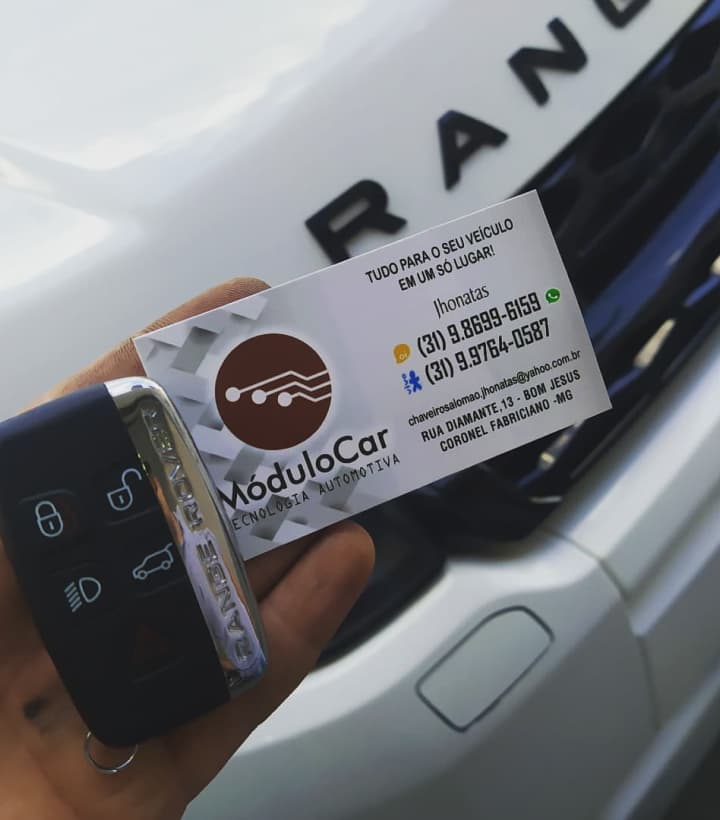 RANG
TUDO PARA O SEU VEÍCULO
EM UM SÓ LUGAR!
Jhonatas
OI (31) 9.8699-6159
(31) 9.9764-0587
chaveirosalomao.jhonatas@yahoo.com.br
RUA DIAMANTE,13 - BOM JESUS
CORONEL FABRICIANO -MG
MóduloCar
TECNOLOGIA AUTOMOTIVA
RANGE ROVER